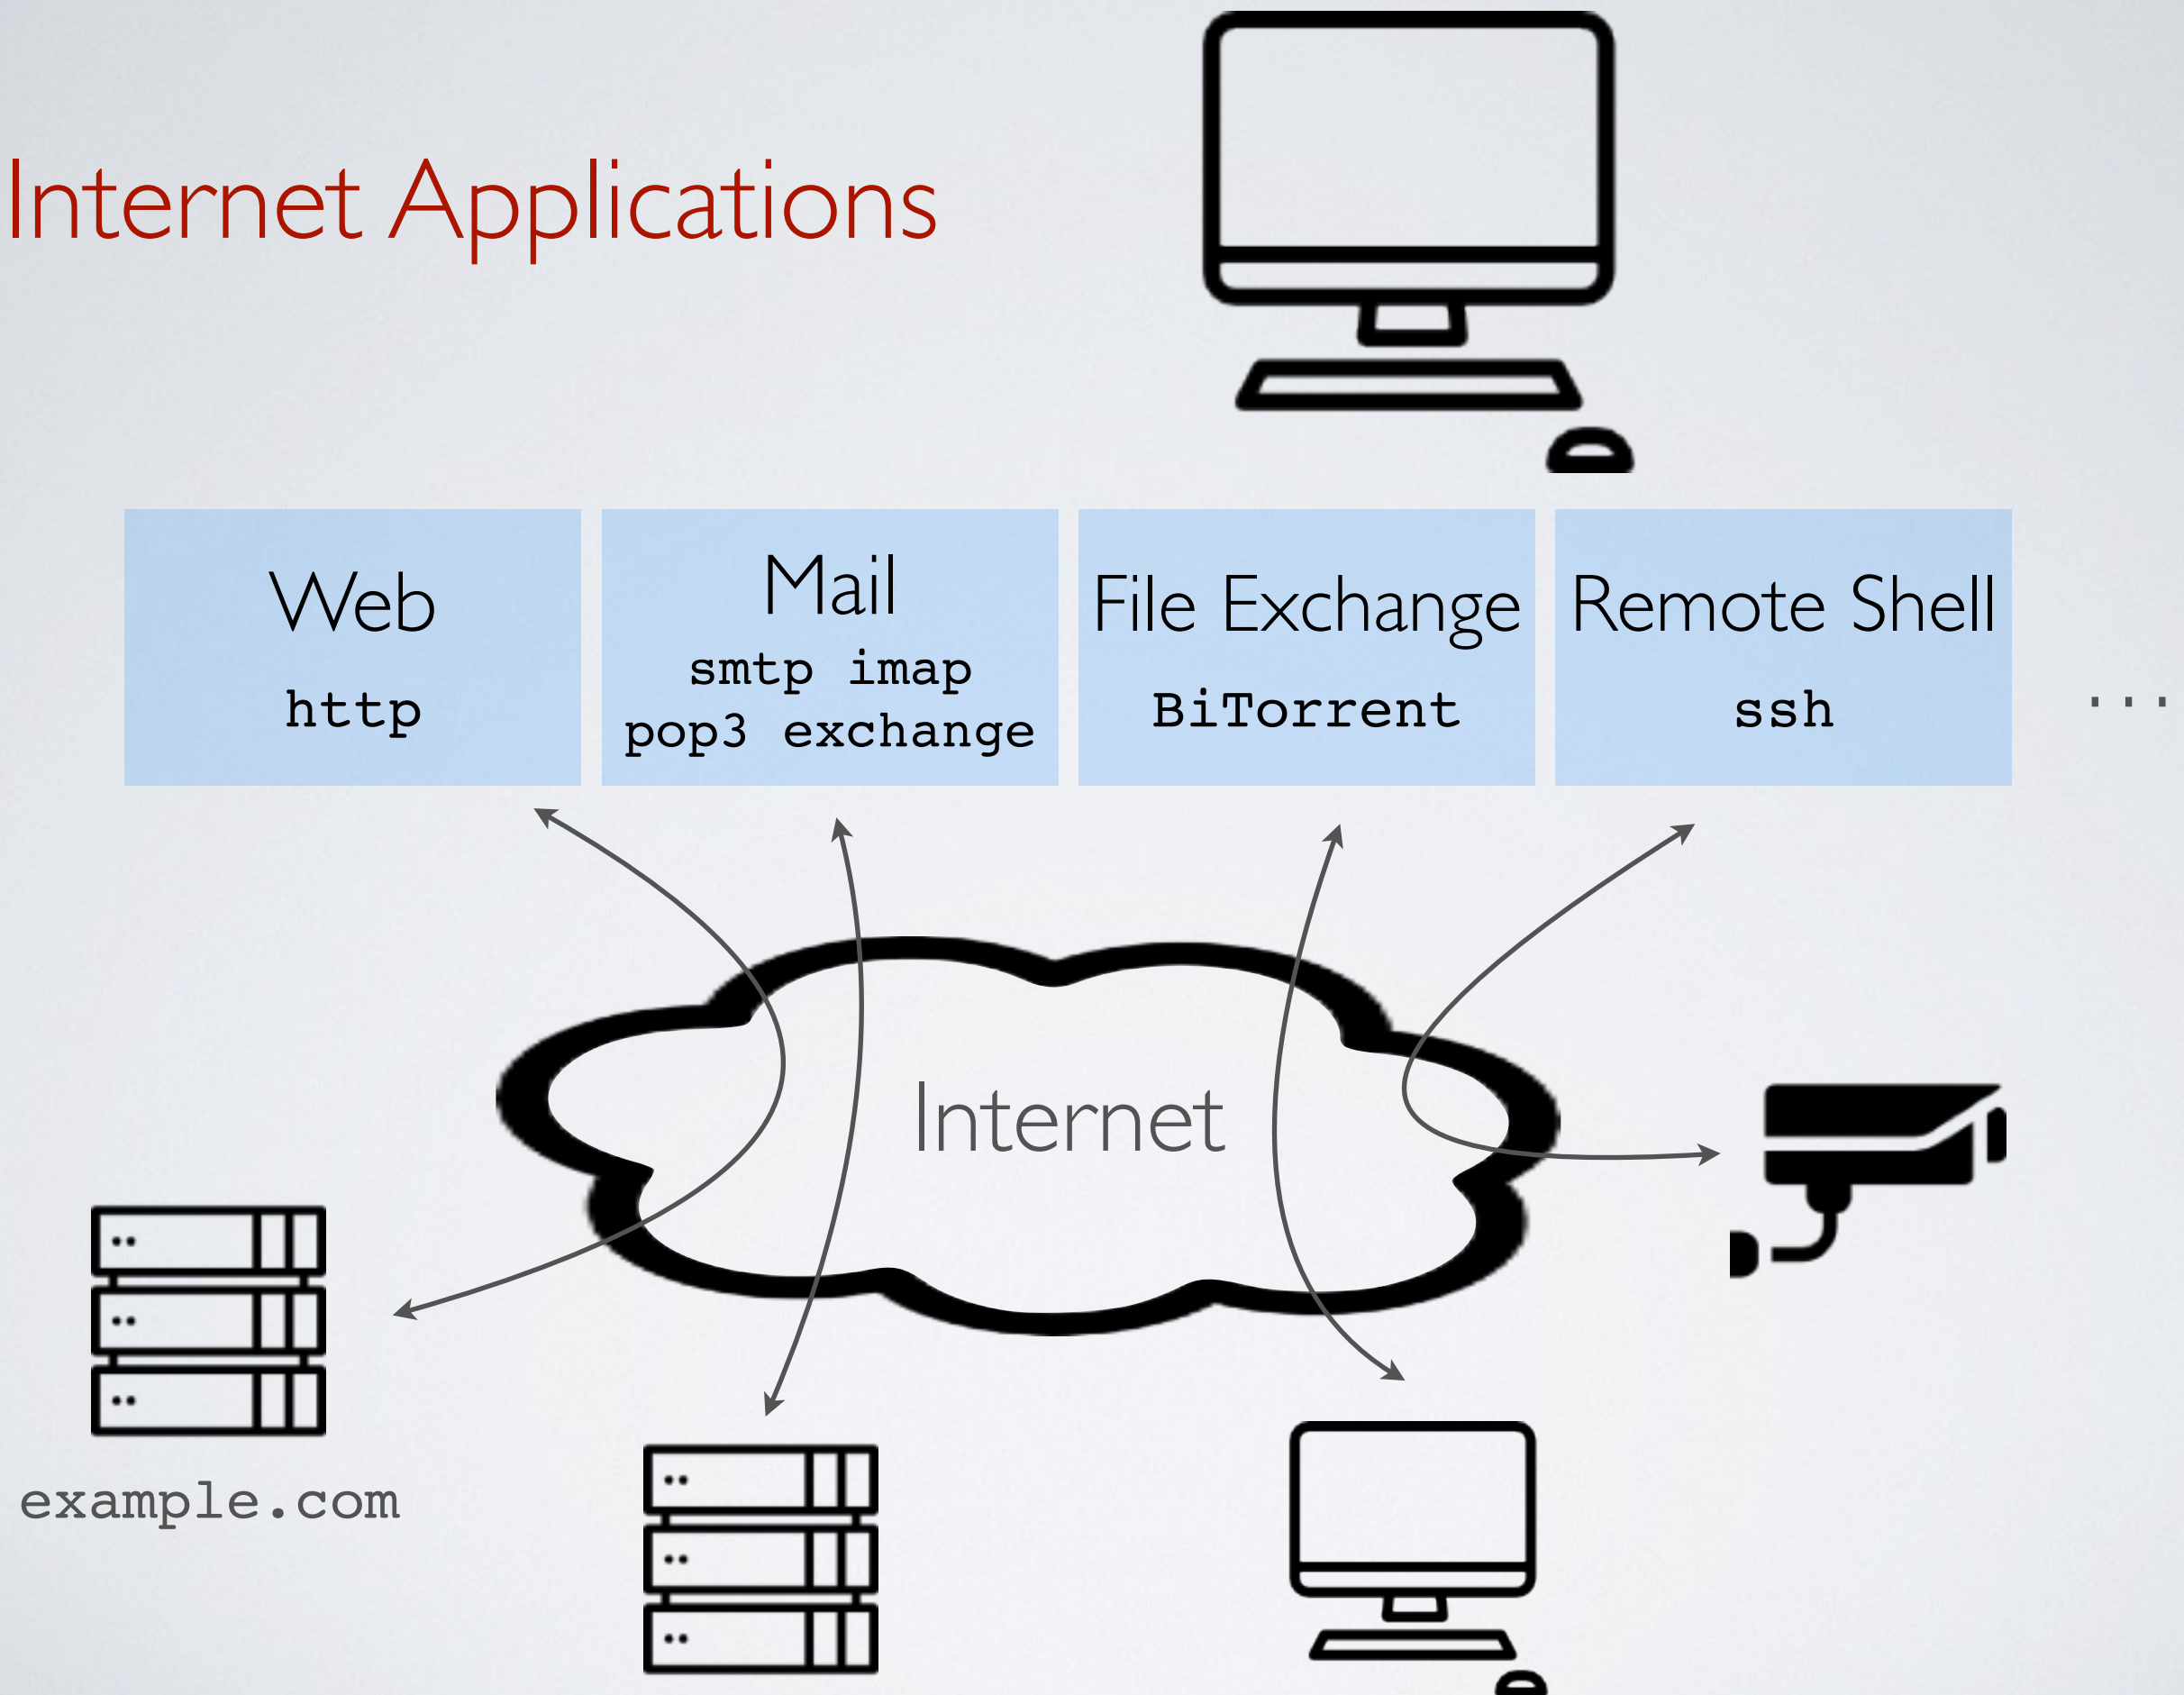 Internet Applications
Web
http
Mail
smtp imap
pop3 exchange
File Exchange
BiTorrent
Remote Shell
ssh
...
Internet
example.com